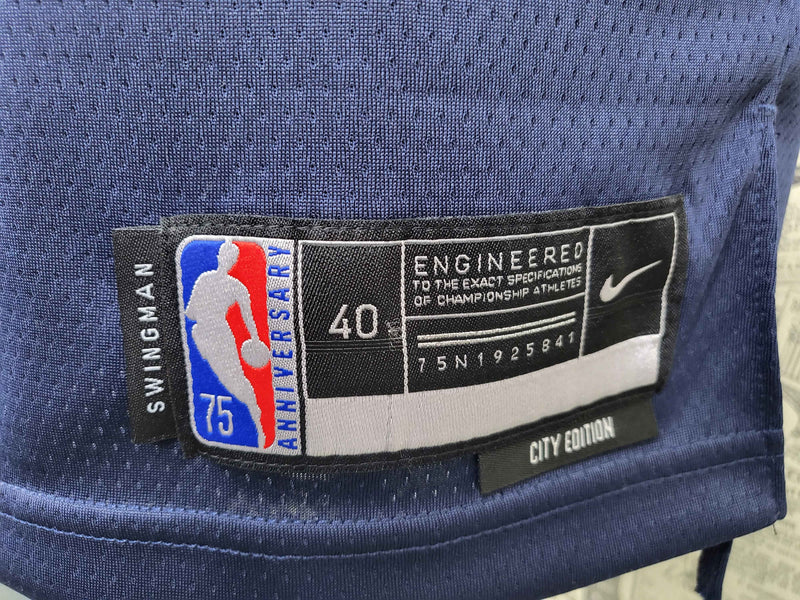 SWINGMAN
75
ANNIVERSARY
40
ENGINEERED
TO THE EXACT SPECIFICATIONS
OF CHAMPIONSHIP ATHLETES
75N1925841
CITY EDITION